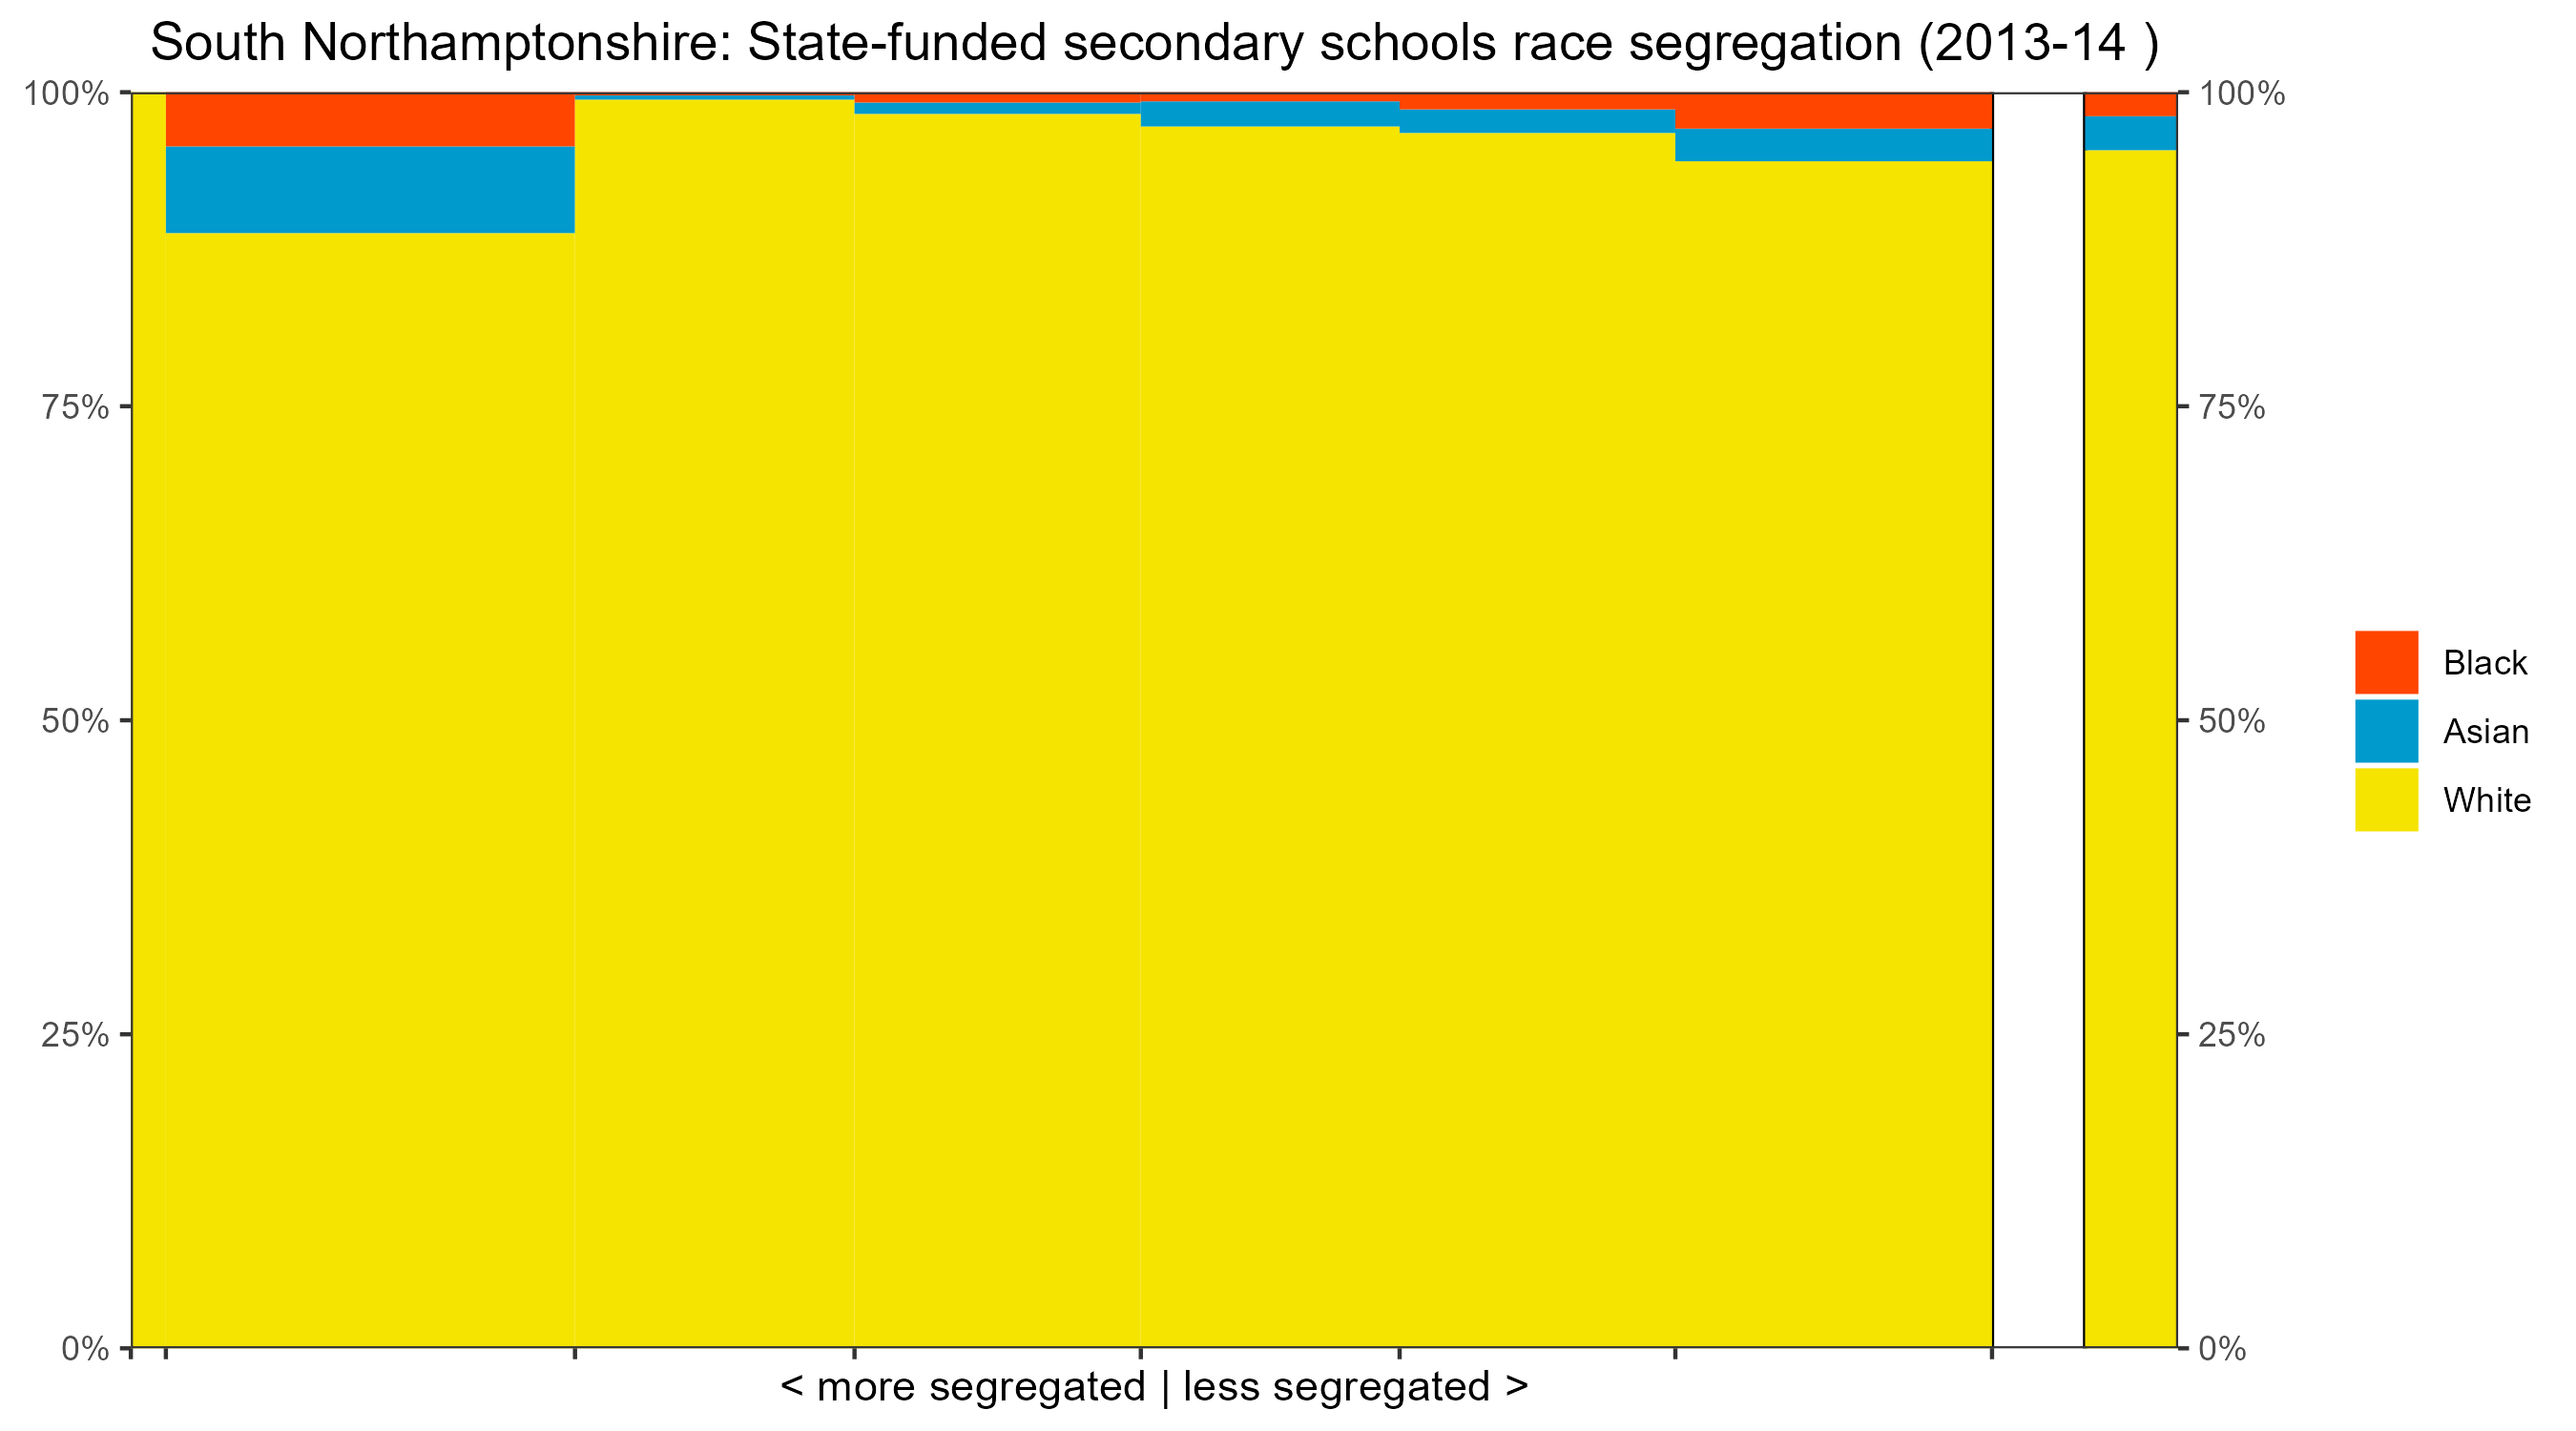 South Northamptonshire: State-funded secondary schools race segregation (2013-14 )
100%
75%
50%
25%
0%
100%
75%
50%
25%
0%
Black
Asian
White
< more segregated | less segregated >